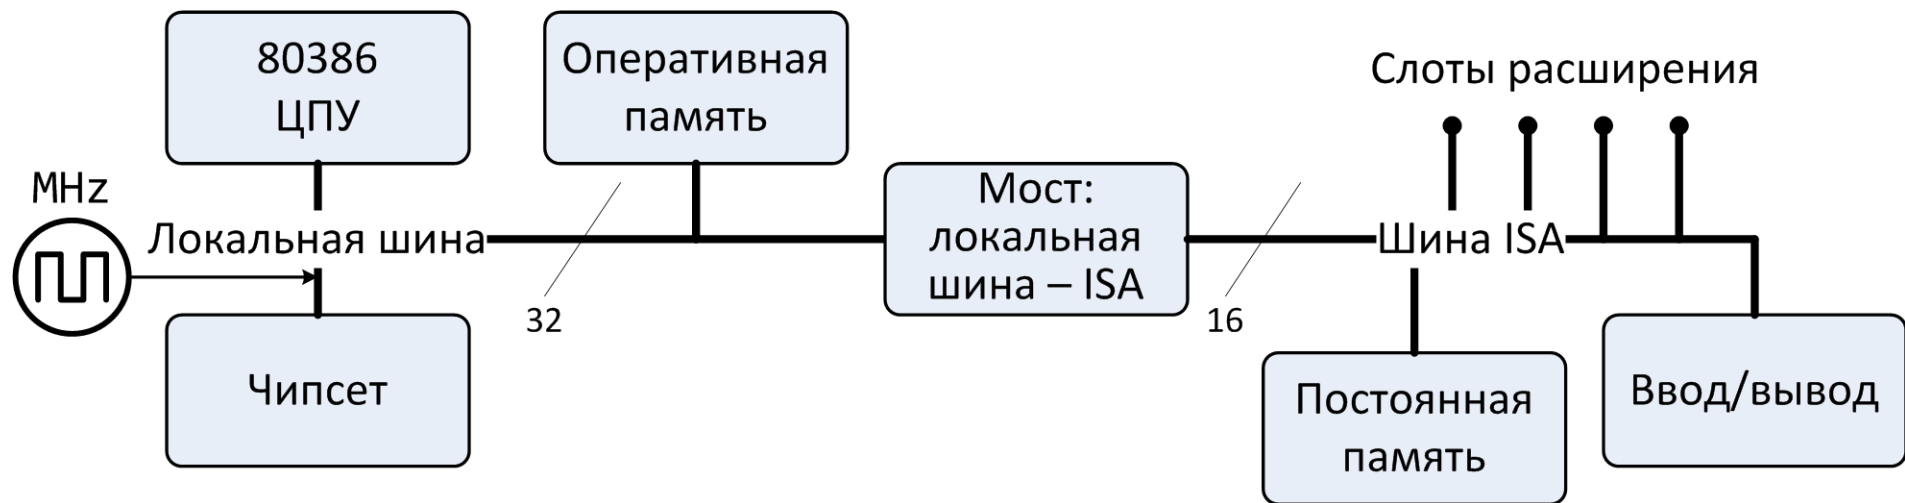 80386
ЦПУ
Оперативная
память
Слоты расширения
MHz
Локальная шина
32
Мост:
локальная
шина – ISA
16
Шина ISA
Чипсет
Постоянная
память
Ввод/вывод